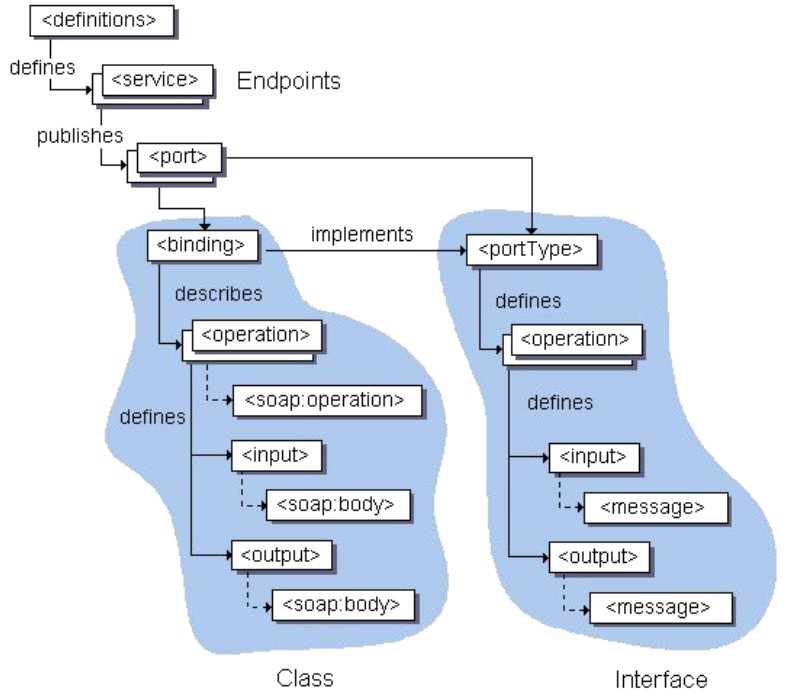 <definitions>
defines
<service>
Endpoints
publishes
<port>
<binding>
implements
<portType>
describes
defines
<operation>
<operation>
<soap:operation>
defines
defines
<input>
<input>
<soap:body>
<message>
<output>
<output>
<soap:body>
<message>
Class
Interface